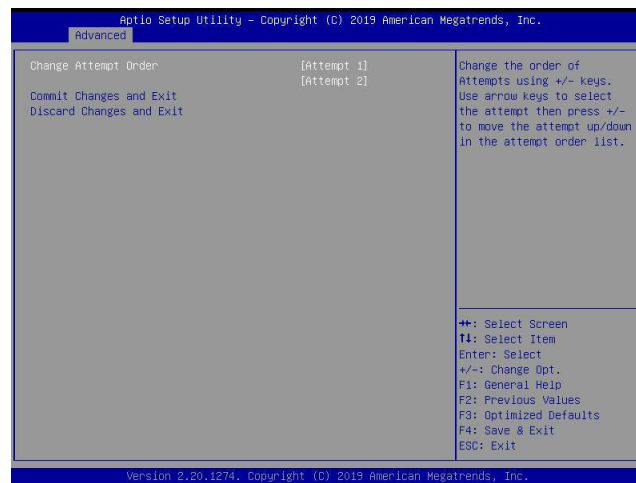 Aptio Setup Utility – Copyright (C) 2019 American Megatrends, Inc.
Advanced
Change Attempt Order [Attempt 1]
[Attempt 2]
Commit Changes and Exit
Discard Changes and Exit
Change the order of
Attempts using +/- keys.
Use arrow keys to select
the attempt then press +/-
to move the attempt up/down
in the attempt order list.
→←: Select Screen
↑↓: Select Item
Enter: Select
+/-: Change Opt.
F1: General Help
F2: Previous Values
F3: Optimized Defaults
F4: Save & Exit
ESC: Exit
Version 2.20.1274. Copyright (C) 2019 American Megatrends, Inc.